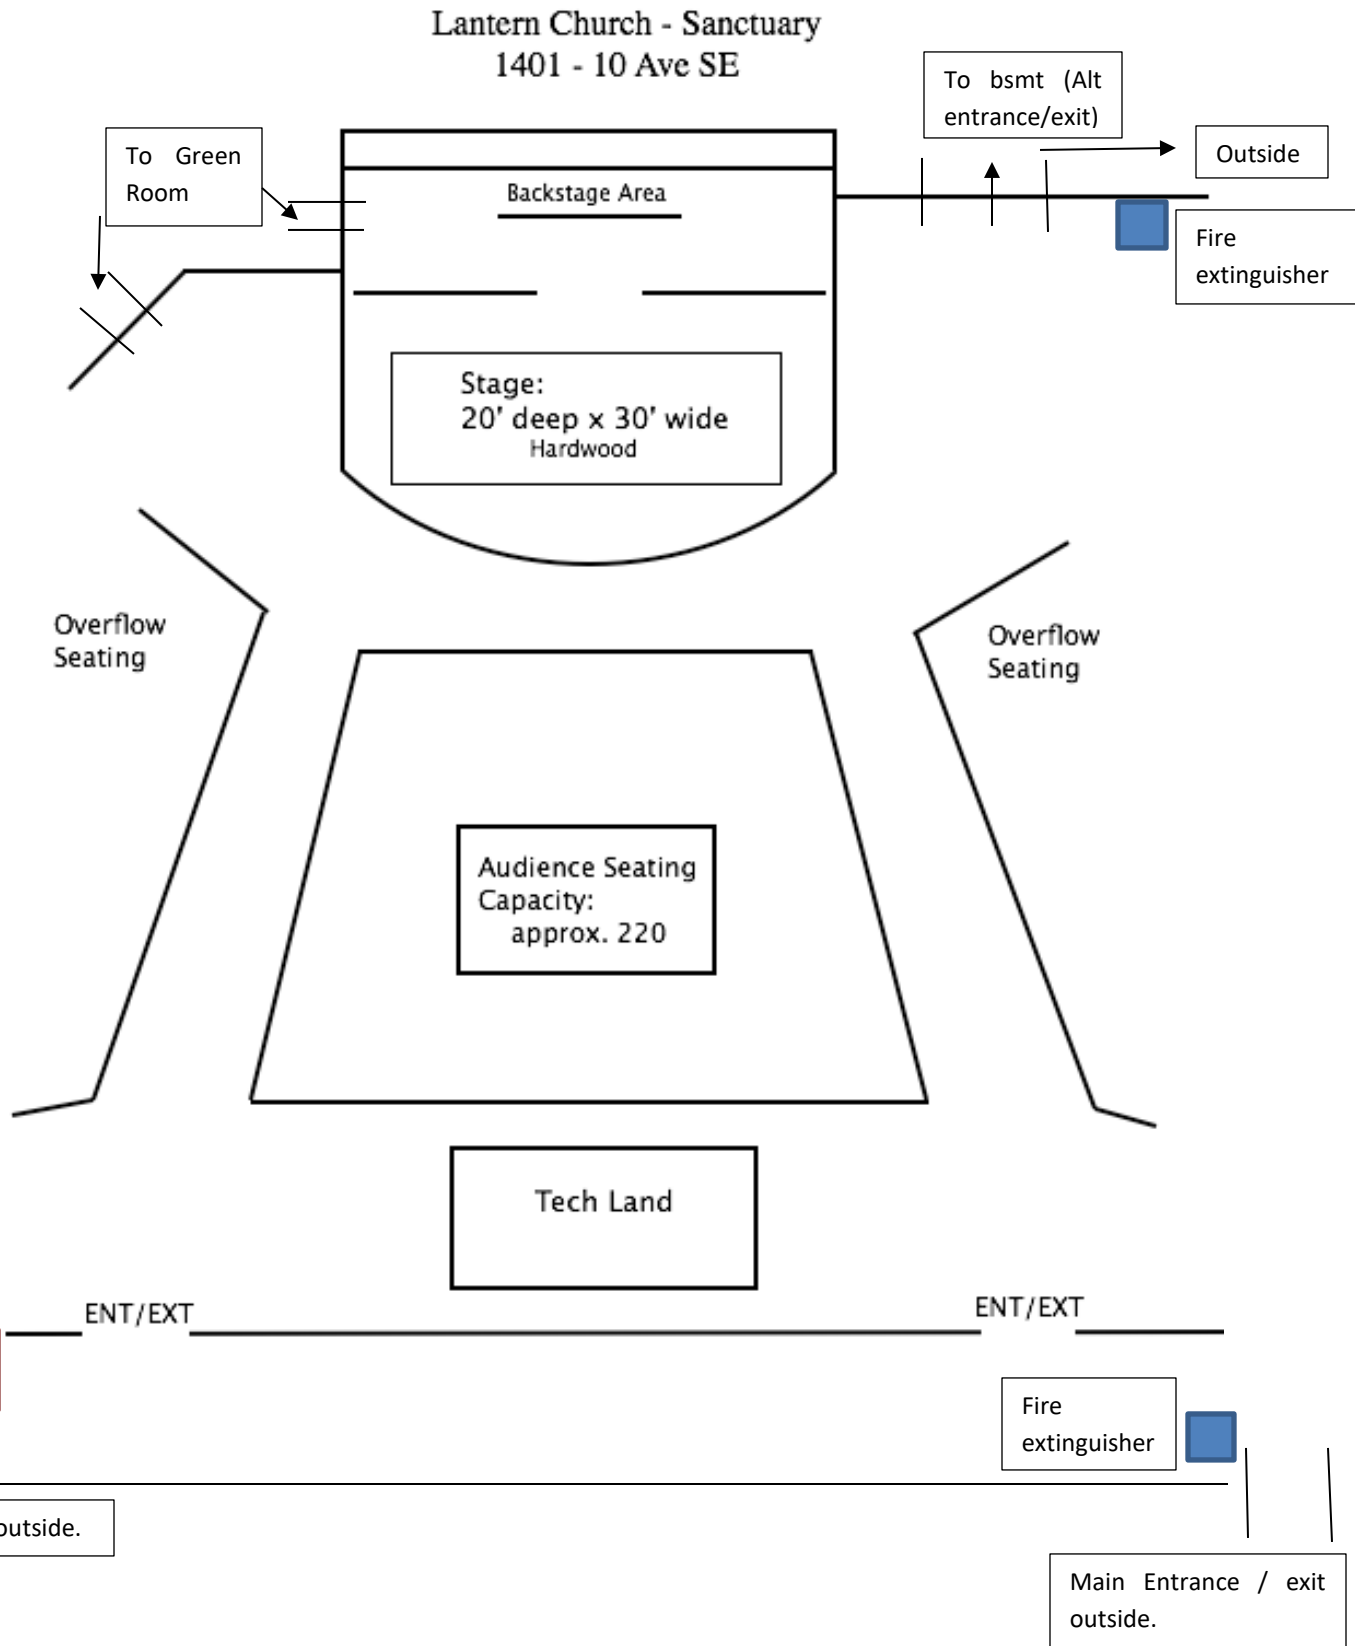 Lantern Church - Sanctuary
1401 - 10 Ave SE
To bsmt (Alt
entrance/exit)
Outside
To Green
Room
Backstage Area
Fire
extinguisher
Stage:
20' deep x 30' wide
Hardwood
Overflow
Seating
Overflow
Seating
Audience Seating
Capacity:
approx. 220
Tech Land
ENT/EXT
ENT/EXT
Fire
extinguisher
outside.
Main Entrance / exit
outside.